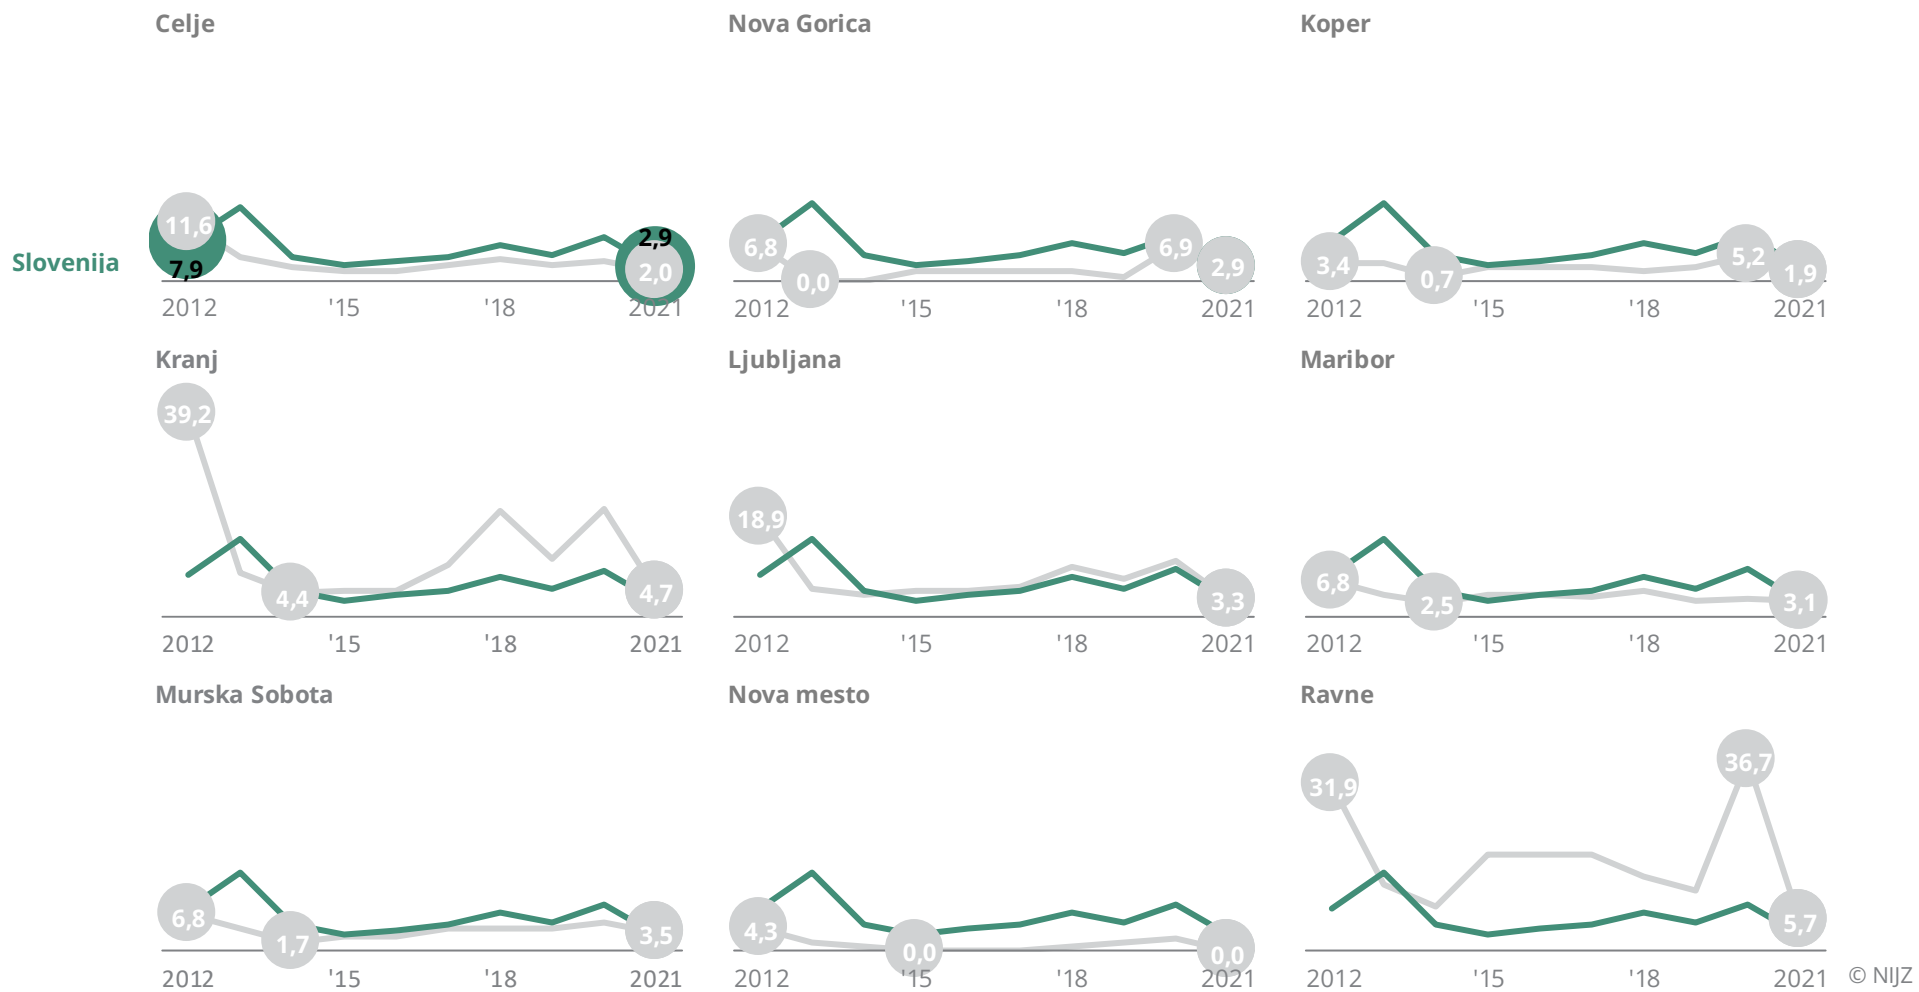 Celje
Nova Gorica
Koper
11,6
7,9
2,9
2,0
6,8
0,0
6,9
2,9
3,4
0,7
5,2
1,9
Slovenija
2012 '15 '18 2021
2012 '15 '18 2021
2012 '15 '18 2021
Kranj
Ljubljana
Maribor
39,2
4,4
4,7
18,9
3,3
6,8
2,5
3,1
2012 '15 '18 2021
2012 '15 '18 2021
2012 '15 '18 2021
Murska Sobota
Nova mesto
Ravne
6,8
1,7
3,5
4,3
0,0
0,0
31,9
36,7
5,7
2012 '15 '18 2021
2012 '15 '18 2021
2012 '15 '18 2021
© NIJZ